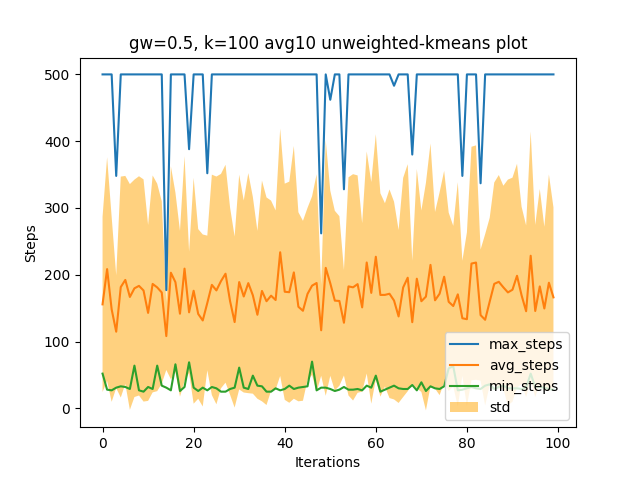 gw=0.5, k=100 avg10 unweighted-kmeans plot
500
400
300
200
100
0
Steps
max_steps
avg_steps
min_steps
std
0 20 40 60 80 100
Iterations